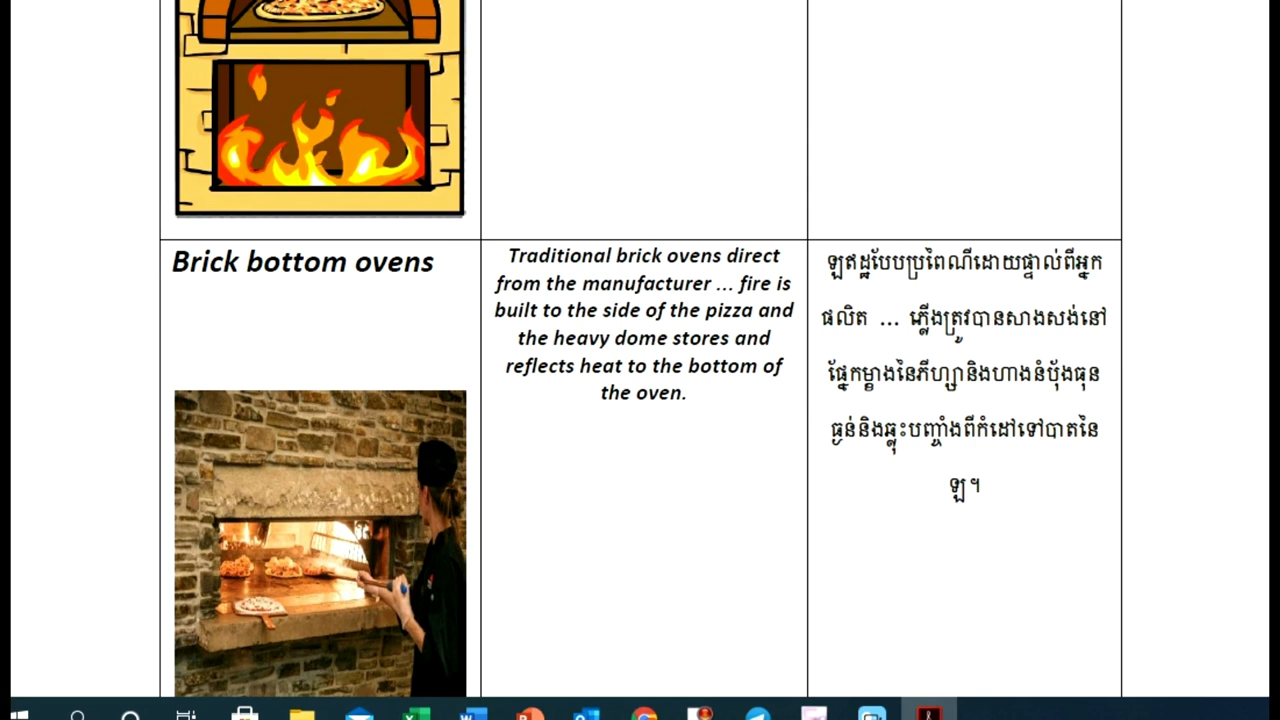 Brick bottom ovens
Traditional brick ovens direct
from the manufacturer ... fire is
built to the side of the pizza and
the heavy dome stores and
reflects heat to the bottom of
the oven.
ឡឥដ្ឋបែបប្រពៃណីដោយផ្ទាល់ពីអ្នក
ផលិត ... ភ្លើងត្រូវបានសាងសង់នៅ
ផ្នែកម្ខាងនៃភីហ្សានិងហាងនំបុ័ងធុន
ធ្ងន់និងឆ្លុះបញ្ចាំងពីកំដៅទៅបាតនៃ
ឡ។